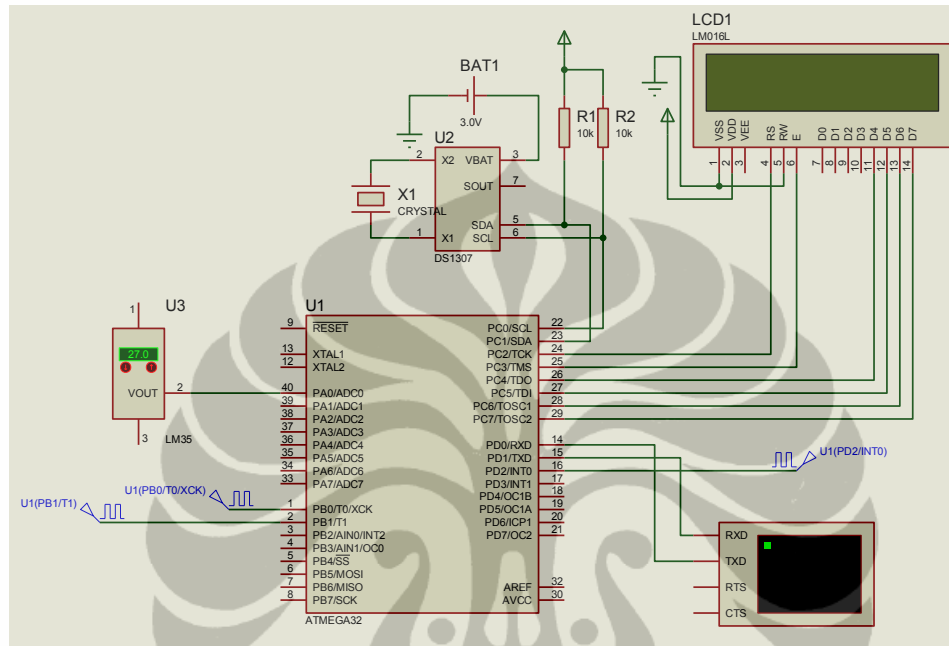 LCD1
LM016L
VSS
VDD
VEE
RS
RW
E
D0
D1
D2
D3
D4
D5
D6
D7
1
2
3
4
5
6
7
8
9
10
11
12
13
14
BAT1
3.0V
R1
10k
R2
10k
U2
2
X2
VBAT
3
SOUT
7
X1
CRYSTAL
SDA
5
1
X1
SCL
6
DS1307
U3
1
27.0
VOUT
2
3
LM35
U1
9
RESET
PC0/SCL
22
PC1/SDA
23
13
XTAL1
PC2/TCK
24
12
XTAL2
PC3/TMS
25
PC4/TDO
26
40
PA0/ADC0
PC5/TDI
27
39
PA1/ADC1
PC6/TOSC1
28
38
PA2/ADC2
PC7/TOSC2
29
37
PA3/ADC3
36
PA4/ADC4
PD0/RXD
14
35
PA5/ADC5
PD1/TXD
15
34
PA6/ADC6
PD2/INT0
16
33
PA7/ADC7
PD3/INT1
17
PD4/OC1B
18
1
PB0/T0/XCK
PD5/OC1A
19
2
PB1/T1
PD6/ICP1
20
3
PB2/AIN0/INT2
PD7/OC2
21
4
PB3/AIN1/OC0
5
PB4/SS
6
PB5/MOSI
7
PB6/MISO
AREF
32
8
PB7/SCK
AVCC
30
ATMEGA32
U1(PB0/T0/XCK)
U1(PB1/T1)
U1(PD2/INT0)
RXD
TXD
RTS
CTS